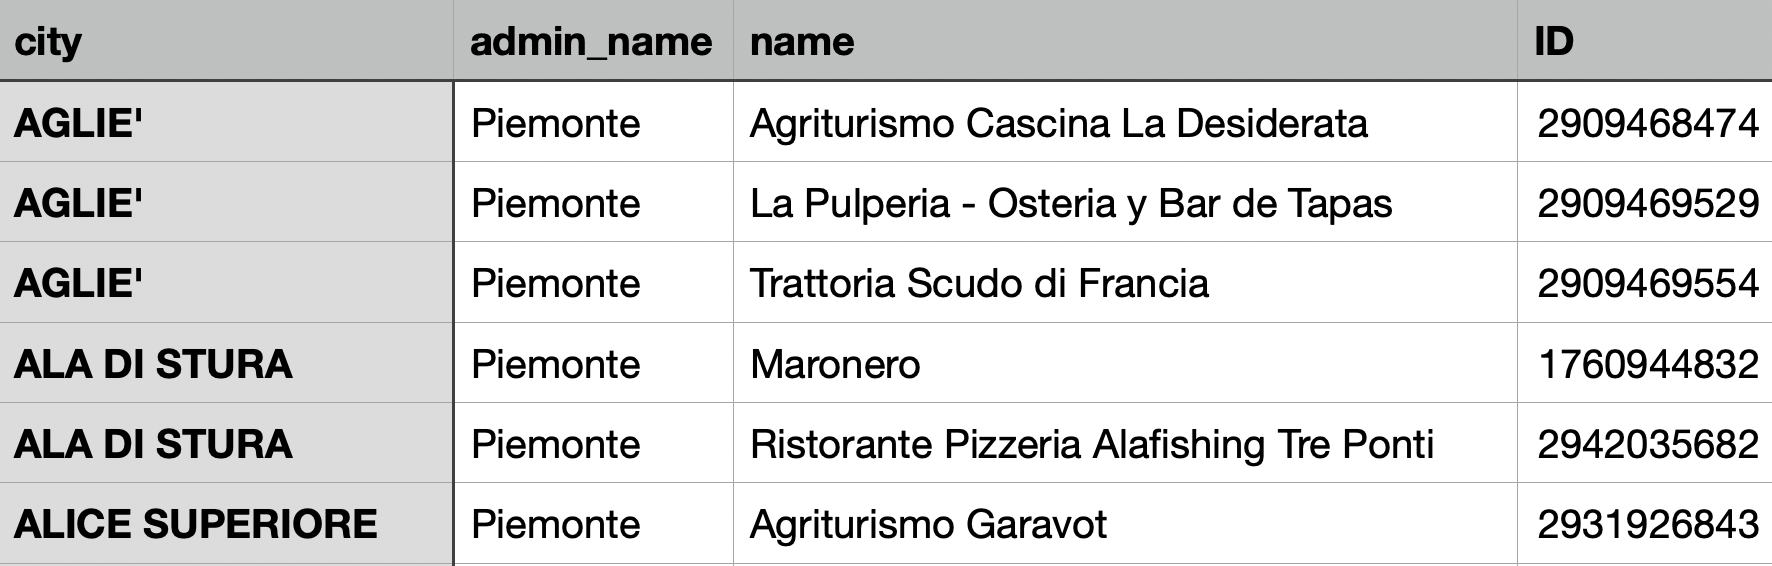 city admin_name name ID
AGLIE' Piemonte Agriturismo Cascina La Desiderata 2909468474
AGLIE' Piemonte La Pulperia - Osteria y Bar de Tapas 2909469529
AGLIE' Piemonte Trattoria Scudo di Francia 2909469554
ALA DI STURA Piemonte Maronero 1760944832
ALA DI STURA Piemonte Ristorante Pizzeria Alafishing Tre Ponti 2942035682
ALICE SUPERIORE Piemonte Agriturismo Garavot 2931926843